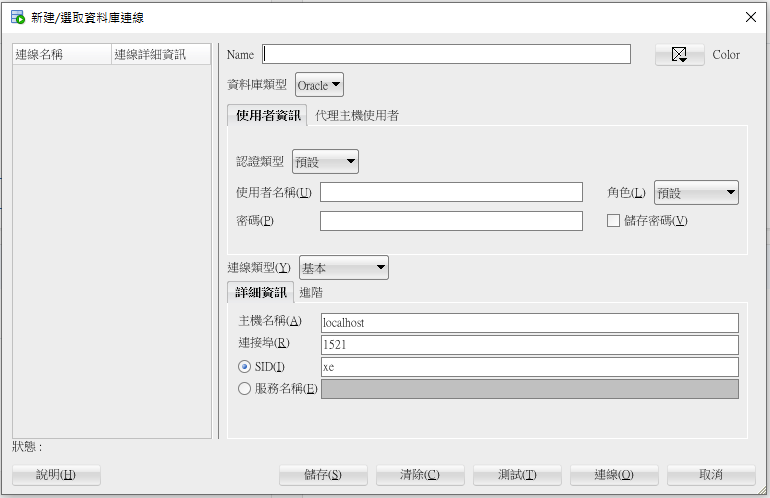 新建/選取資料庫連線
連線名稱 連線詳細資訊
Name Color
資料庫類型 Oracle
使用者資訊 代理主機使用者
認證類型 預設
使用者名稱(U) 角色(L) 預設
密碼(P) 儲存密碼(V)
連線類型(Y) 基本
詳細資訊 進階
主機名稱(A) localhost
連接埠(R) 1521
SID(I) xe
服務名稱(E)
狀態 :
說明(H) 儲存(S) 清除(C) 測試(T) 連線(O) 取消